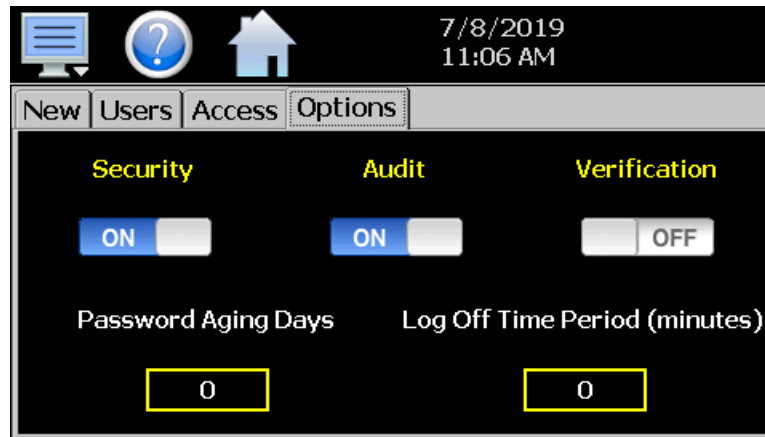 ?
7/8/2019
11:06 AM
New Users Access Options
Security Audit Verification
ON ON OFF
Password Aging Days Log Off Time Period (minutes)
0 0